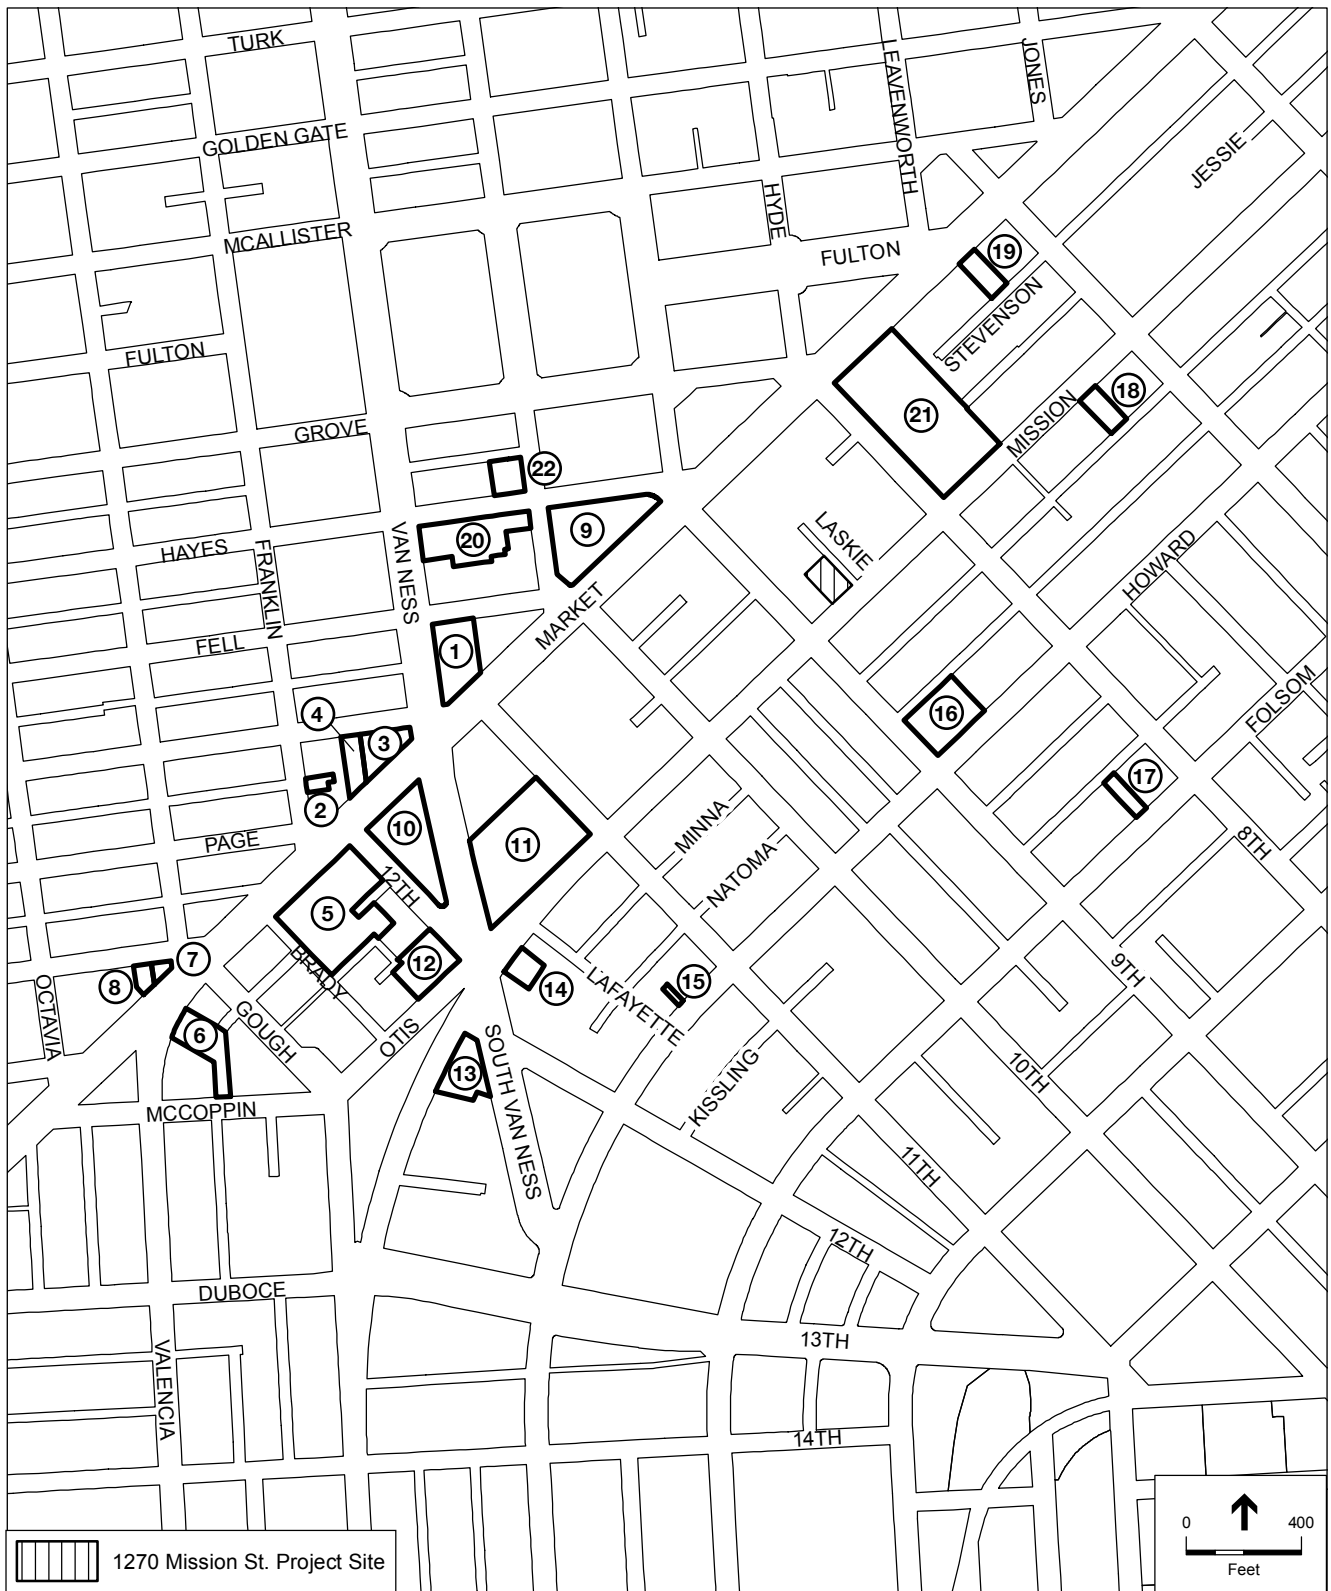 TURK
LEAVENWORTH
JONES
GOLDEN GATE
JESSIE
HYDE
MCALLISTER
FULTON
19
STEVENSON
FULTON
18
21
MISSION
GROVE
22
9
20
VAN NESS
LASKIE
HAYES
FRANKLIN
HOWARD
MARKET
FELL
1
FOLSOM
4
3
16
17
2
10
MINNA
PAGE
11
8TH
NATOMA
12TH
5
BRADY
12
7
8
14
15
9TH
OCTAVIA
LAFAYETTE
6
GOUGH
OTIS
13
SOUTH VAN NESS
KISSLING
10TH
MCCOPPIN
11TH
12TH
DUBOCE
13TH
VALENCIA
14TH
0 400
Feet
1270 Mission St. Project Site